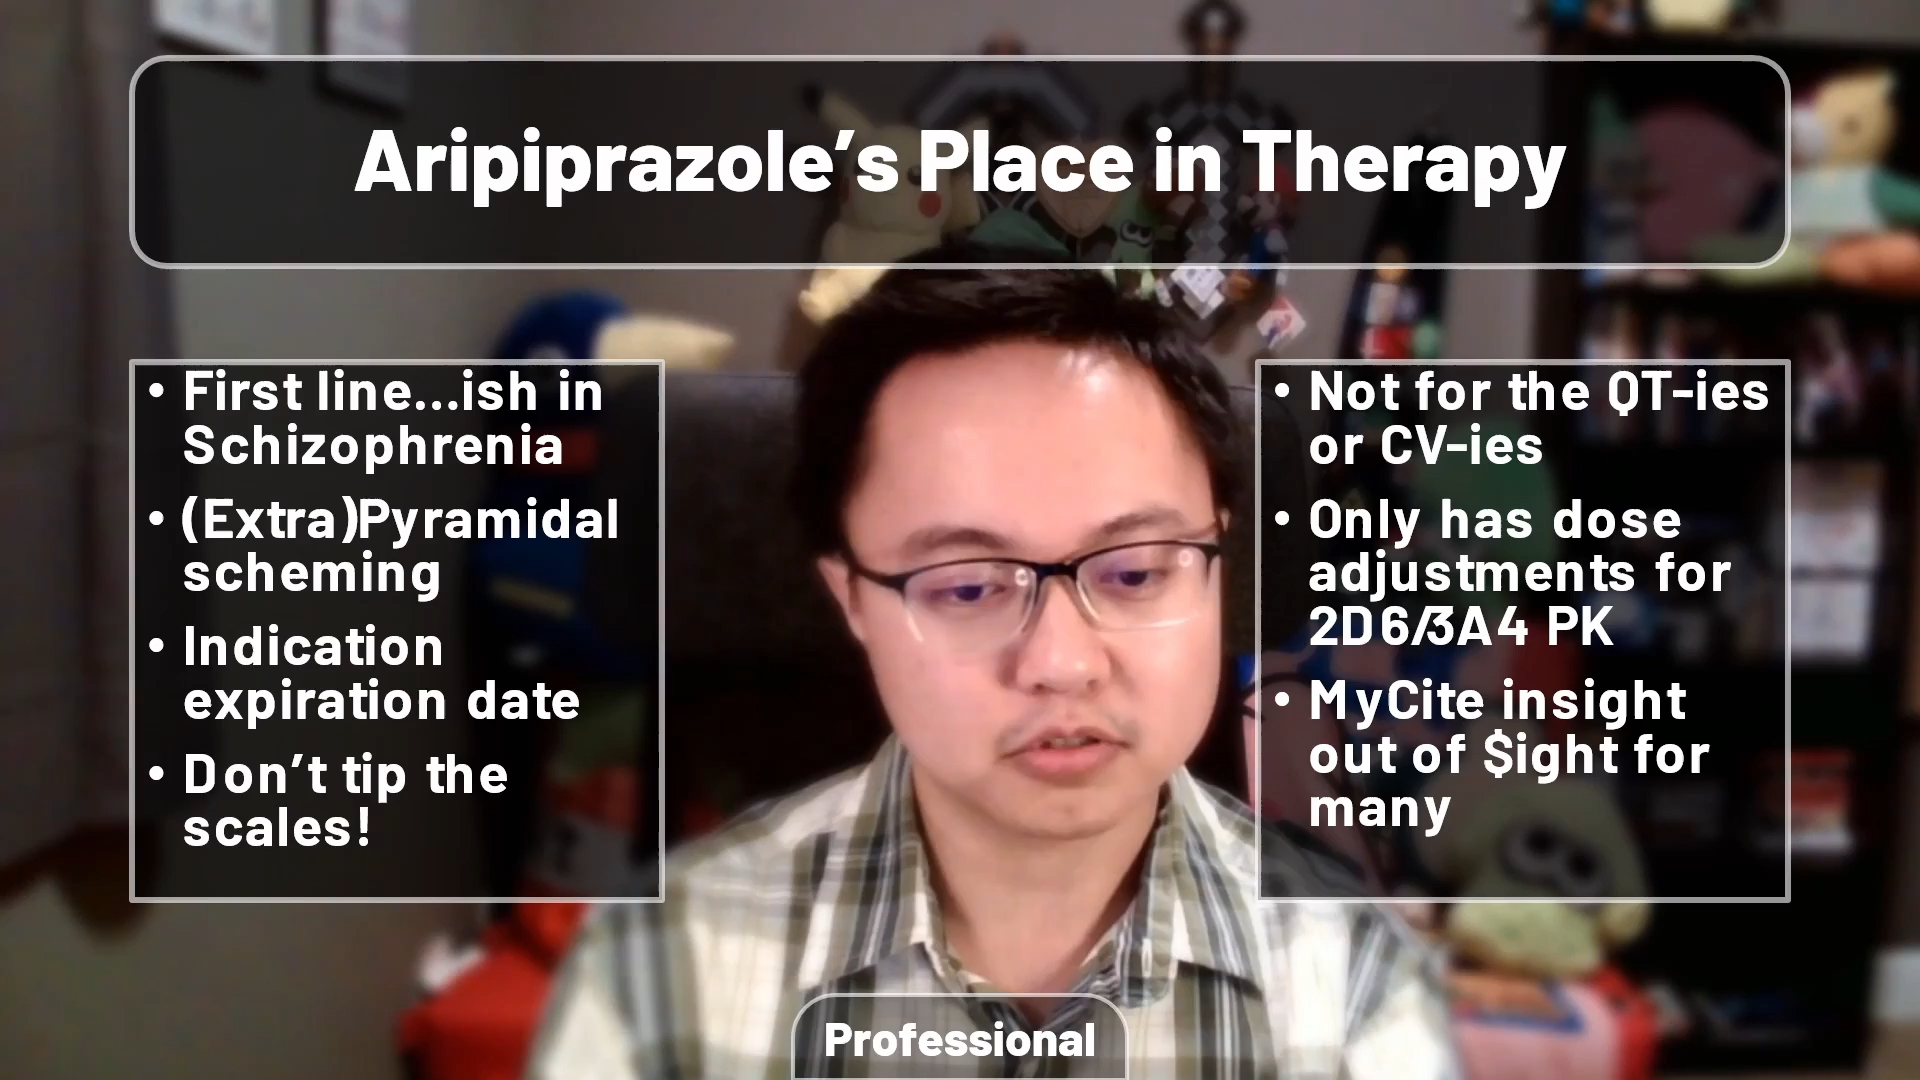 Aripiprazole’s Place in Therapy
• First line...ish in
Schizophrenia
• (Extra)Pyramidal
scheming
• Indication
expiration date
• Don’t tip the
scales!
• Not for the QT-ies
or CV-ies
• Only has dose
adjustments for
2D6/3A4 PK
• MyCite insight
out of $ight for
many
Professional